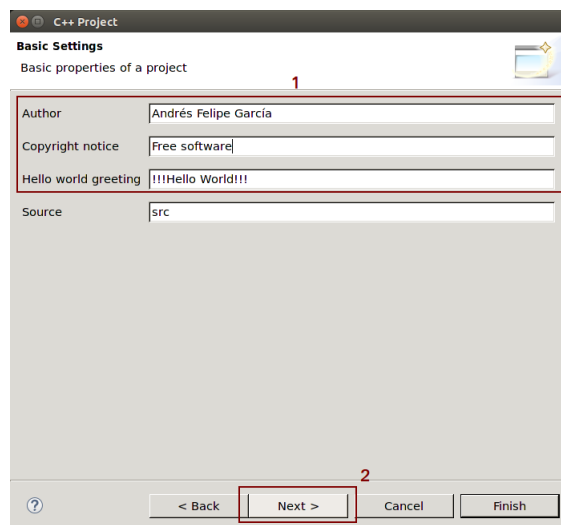 C++ Project
Basic Settings
Basic properties of a project
1
Author Andrés Felipe García
Copyright notice Free software
Hello world greeting !!!Hello World!!!
Source src
2
? < Back Next > Cancel Finish